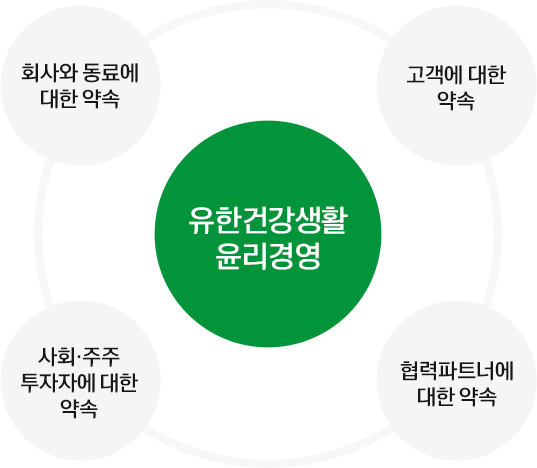 회사와 동료에
대한 약속
고객에 대한
약속
유한건강생활
윤리경영
사회·주주
투자자에 대한
약속
협력파트너에
대한 약속